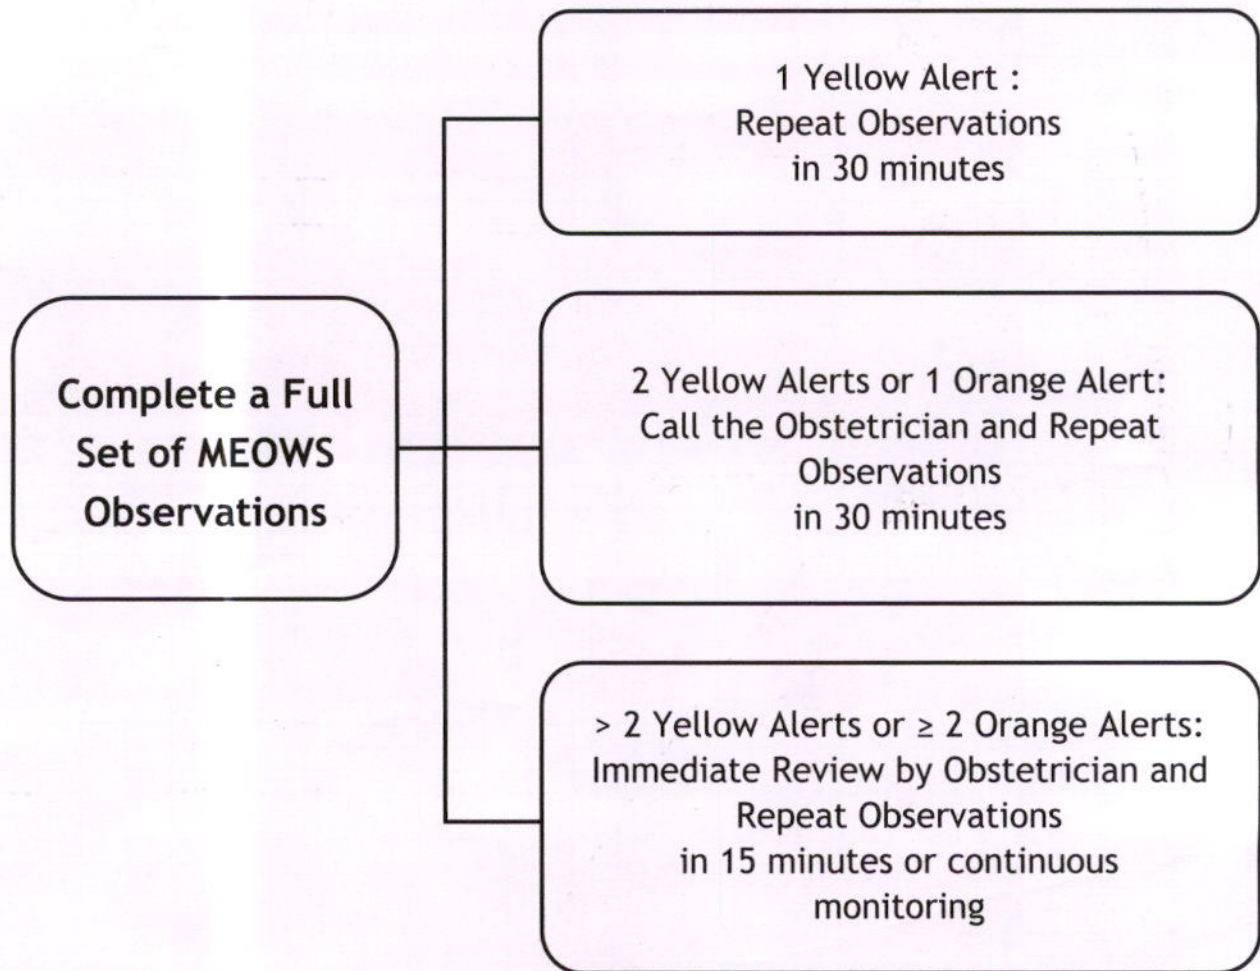 Complete a Full
Set of MEOWS
Observations
1 Yellow Alert :
Repeat Observations
in 30 minutes
2 Yellow Alerts or 1 Orange Alert:
Call the Obstetrician and Repeat
Observations
in 30 minutes
> 2 Yellow Alerts or ≥ 2 Orange Alerts:
Immediate Review by Obstetrician and
Repeat Observations
in 15 minutes or continuous
monitoring